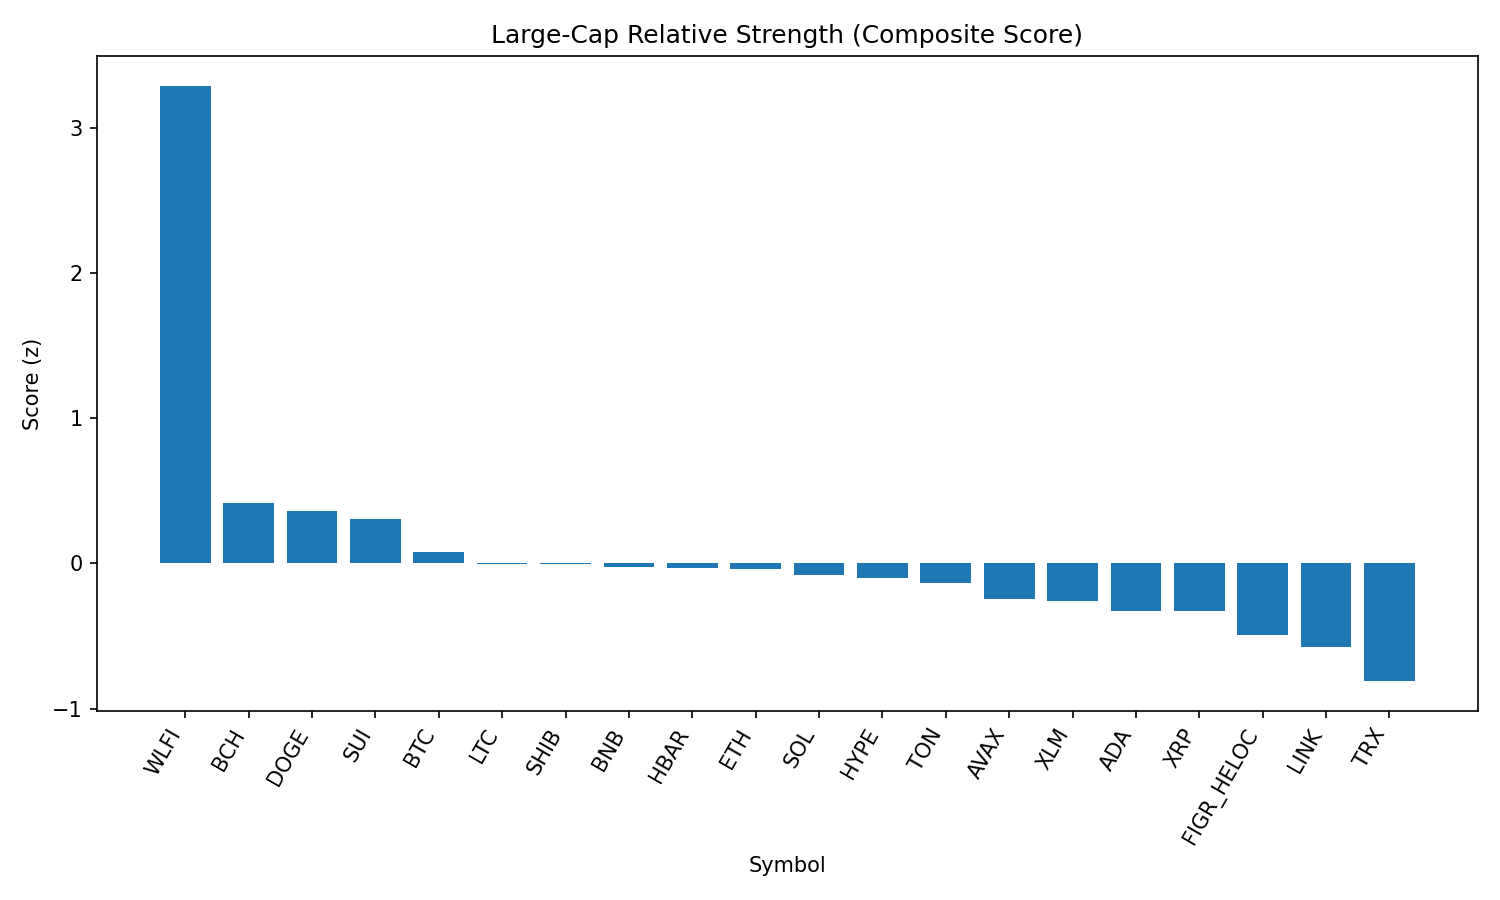 Large-Cap Relative Strength (Composite Score)
Score (z)
3
2
1
0
−1
WLFI
BCH
DOGE
SUI
BTC
LTC
SHIB
BNB
HBAR
ETH
SOL
HYPE
TON
AVAX
XLM
ADA
XRP
FIGR_HELOC
LINK
TRX
Symbol